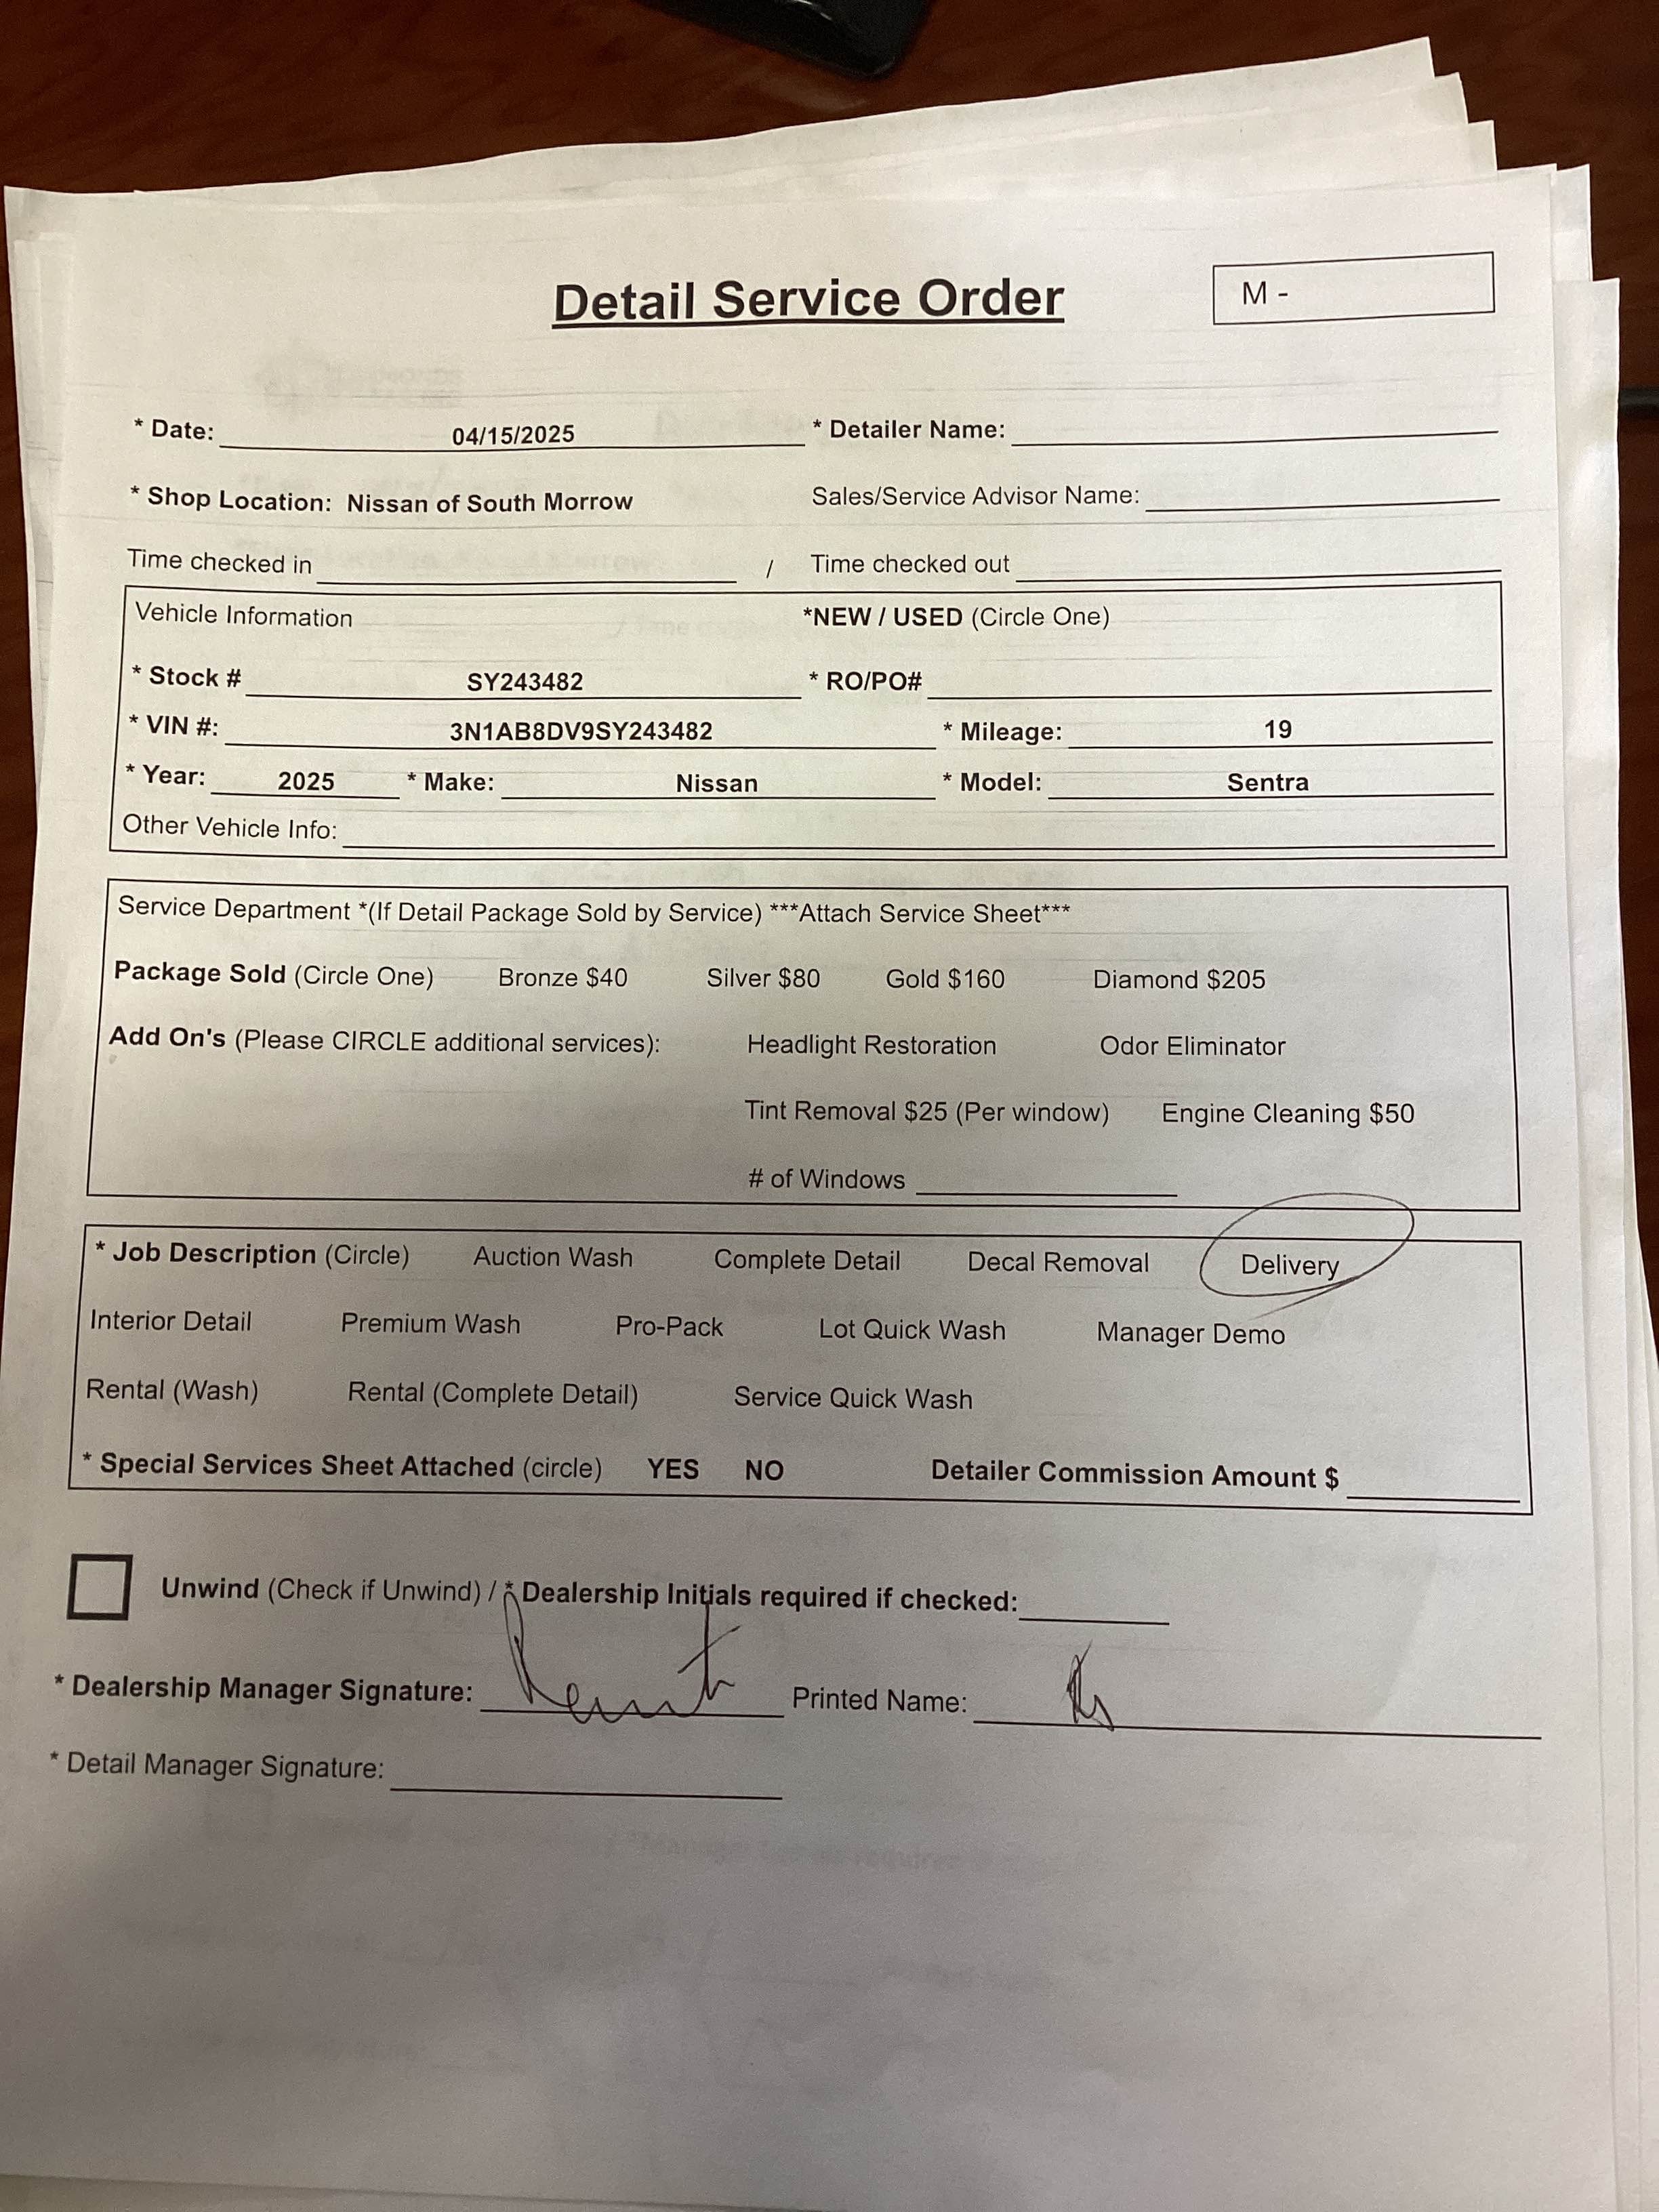 Detail Service Order
M -
* Date: 04/15/2025 * Detailer Name:
* Shop Location: Nissan of South Morrow Sales/Service Advisor Name:
Time checked in / Time checked out
Vehicle Information *NEW / USED (Circle One)
* Stock # SY243482 * RO/PO#
* VIN #: 3N1AB8DV9SY243482 * Mileage: 19
* Year: 2025 * Make: Nissan * Model: Sentra
Other Vehicle Info:
Service Department *(If Detail Package Sold by Service) ***Attach Service Sheet***
Package Sold (Circle One) Bronze $40 Silver $80 Gold $160 Diamond $205
Add On's (Please CIRCLE additional services): Headlight Restoration Odor Eliminator
Tint Removal $25 (Per window) Engine Cleaning $50
# of Windows
* Job Description (Circle) Auction Wash Complete Detail Decal Removal Delivery
Interior Detail Premium Wash Pro-Pack Lot Quick Wash Manager Demo
Rental (Wash) Rental (Complete Detail) Service Quick Wash
* Special Services Sheet Attached (circle) YES NO Detailer Commission Amount $
Unwind (Check if Unwind) / * Dealership Initials required if checked:
* Dealership Manager Signature: Printed Name:
* Detail Manager Signature: